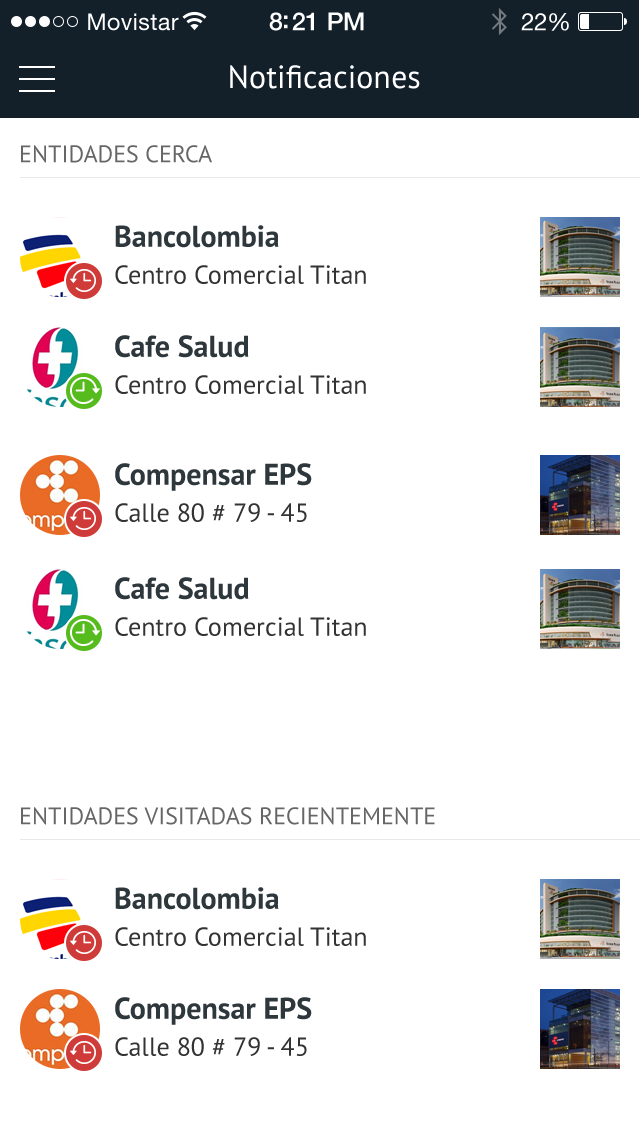 Movistar 8:21 PM 22%
Notificaciones
ENTIDADES CERCA
Bancolombia
Centro Comercial Titan
Cafe Salud
Centro Comercial Titan
Compensar EPS
Calle 80 # 79 - 45
Cafe Salud
Centro Comercial Titan
ENTIDADES VISITADAS RECIENTEMENTE
Bancolombia
Centro Comercial Titan
Compensar EPS
Calle 80 # 79 - 45